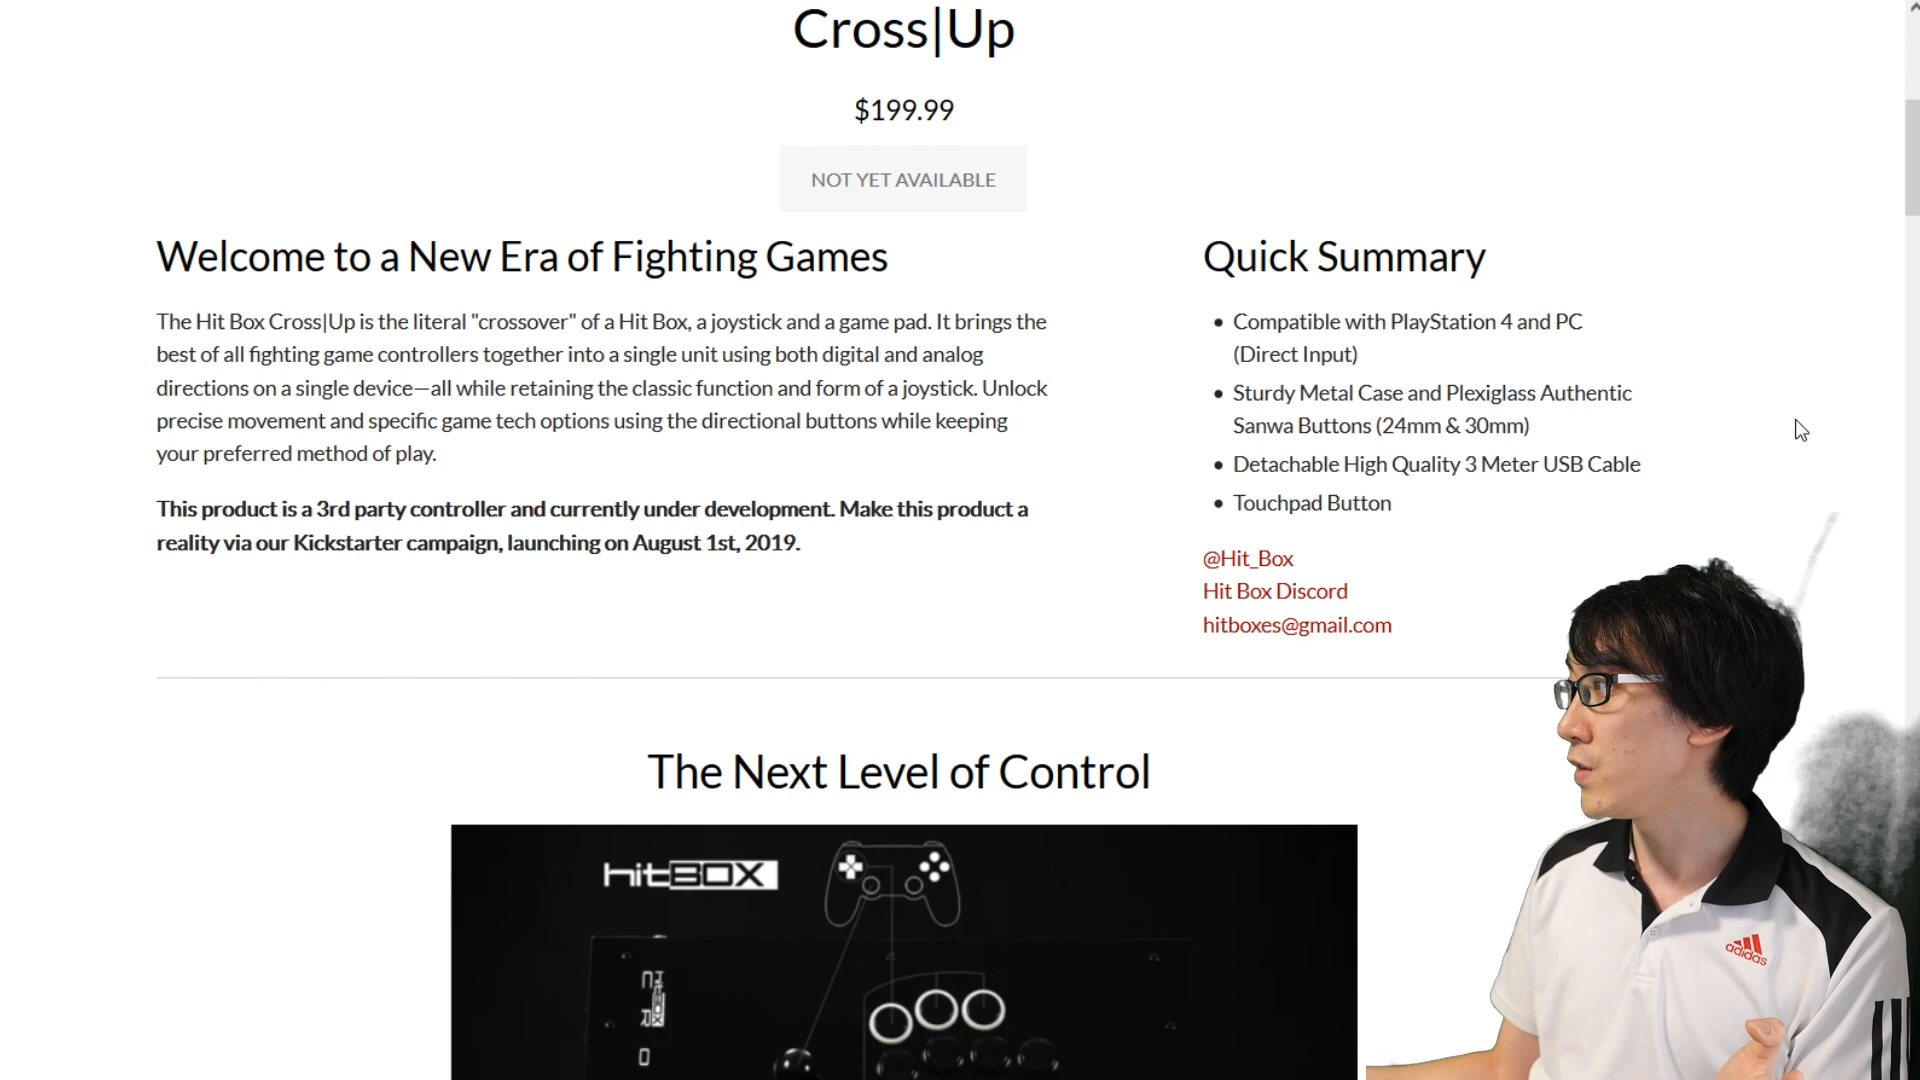 Cross|Up
$199.99
NOT YET AVAILABLE
Welcome to a New Era of Fighting Games
The Hit Box Cross|Up is the literal "crossover" of a Hit Box, a joystick and a game pad. It brings the
best of all fighting game controllers together into a single unit using both digital and analog
directions on a single device—all while retaining the classic function and form of a joystick. Unlock
precise movement and specific game tech options using the directional buttons while keeping
your preferred method of play.
This product is a 3rd party controller and currently under development. Make this product a
reality via our Kickstarter campaign, launching on August 1st, 2019.
Quick Summary
• Compatible with PlayStation 4 and PC
(Direct Input)
• Sturdy Metal Case and Plexiglass Authentic
Sanwa Buttons (24mm & 30mm)
• Detachable High Quality 3 Meter USB Cable
• Touchpad Button
@Hit_Box
Hit Box Discord
hitboxes@gmail.com
The Next Level of Control
hitBOX
adidas